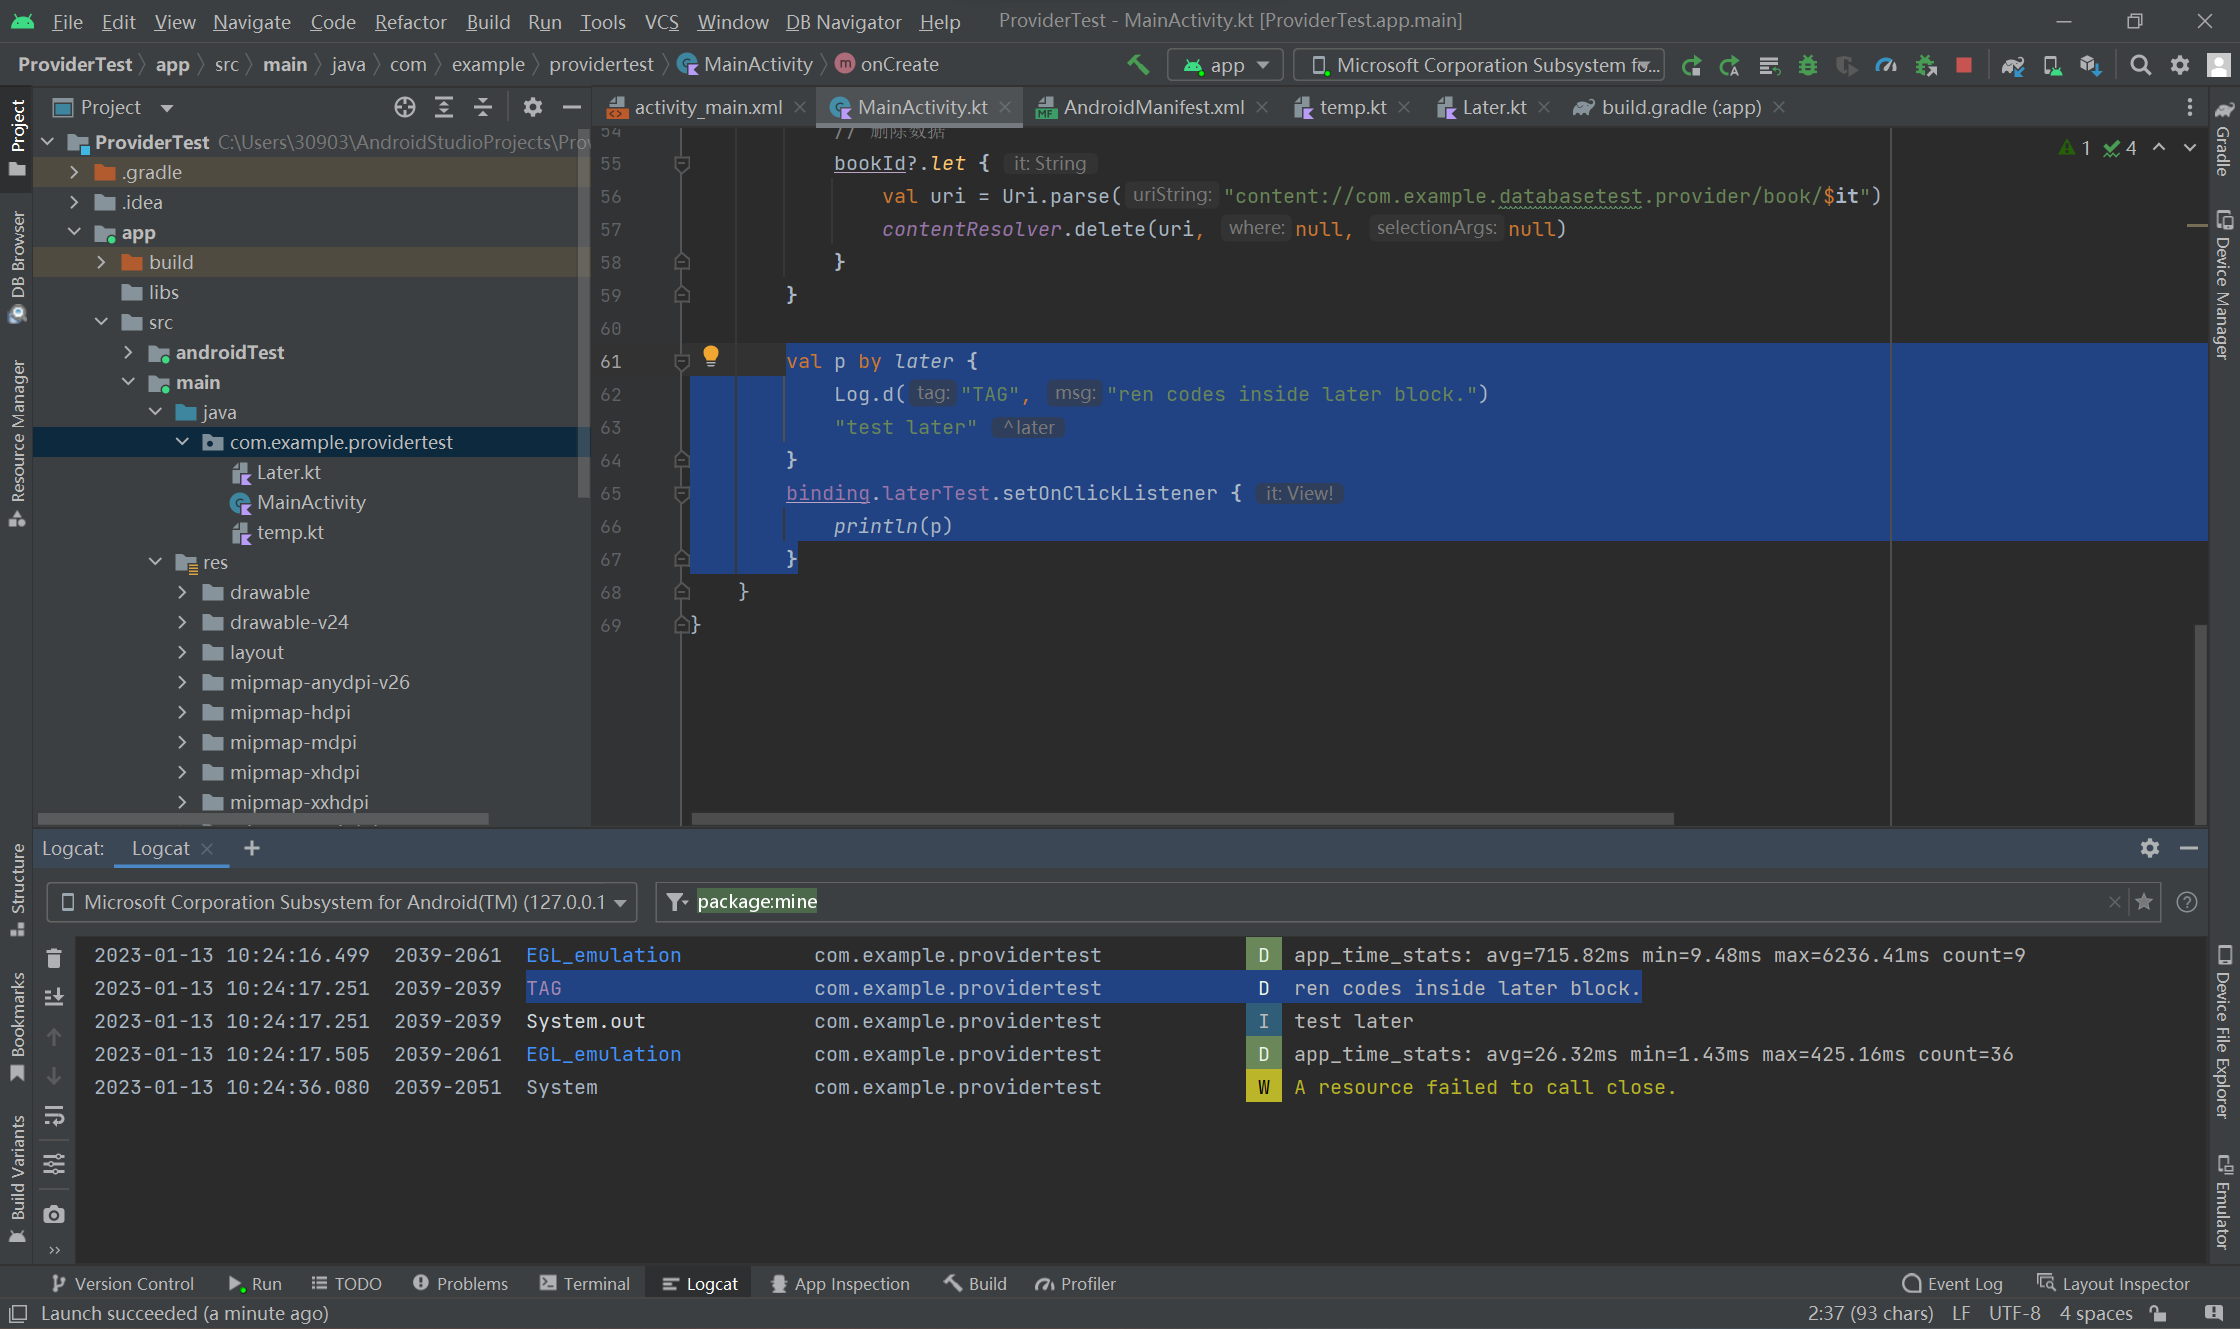 File Edit View Navigate Code Refactor Build Run Tools VCS Window DB Navigator Help ProviderTest - MainActivity.kt [ProviderTest.app.main]
ProviderTest app src main java com example providertest MainActivity m onCreate app Microsoft Corporation Subsystem fo...
Project
activity_main.xml MainActivity.kt AndroidManifest.xml temp.kt Later.kt build.gradle (:app)
ProviderTest C:\Users\30903\AndroidStudioProjects\Pro
.gradle
.idea
app
build
libs
src
androidTest
main
java
com.example.providertest
Later.kt
MainActivity
temp.kt
res
drawable
drawable-v24
layout
mipmap-anydpi-v26
mipmap-hdpi
mipmap-mdpi
mipmap-xhdpi
mipmap-xxhdpi
Project
DB Browser
Resource Manager
Structure
Bookmarks
Build Variants
54 // 删除数据
55 bookId?.let { it: String
56 val uri = Uri.parse( uriString: "content://com.example.databasetest.provider/book/$it")
57 contentResolver.delete(uri, where: null, selectionArgs: null)
58 }
59 }
60
61 val p by later {
62 Log.d( tag: "TAG", msg: "ren codes inside later block.")
63 "test later" ^later
64 }
65 binding.laterTest.setOnClickListener { it: View!
66 println(p)
67 }
68 }
69 }
1 4
Gradle
Device Manager
Device File Explorer
Emulator
Logcat: Logcat
Microsoft Corporation Subsystem for Android(TM) (127.0.0.1 package:mine
2023-01-13 10:24:16.499 2039-2061 EGL_emulation com.example.providertest D app_time_stats: avg=715.82ms min=9.48ms max=6236.41ms count=9
2023-01-13 10:24:17.251 2039-2039 TAG com.example.providertest D ren codes inside later block.
2023-01-13 10:24:17.251 2039-2039 System.out com.example.providertest I test later
2023-01-13 10:24:17.505 2039-2061 EGL_emulation com.example.providertest D app_time_stats: avg=26.32ms min=1.43ms max=425.16ms count=36
2023-01-13 10:24:36.080 2039-2051 System com.example.providertest W A resource failed to call close.
Version Control Run TODO Problems Terminal Logcat App Inspection Build Profiler Event Log Layout Inspector
Launch succeeded (a minute ago) 2:37 (93 chars) LF UTF-8 4 spaces